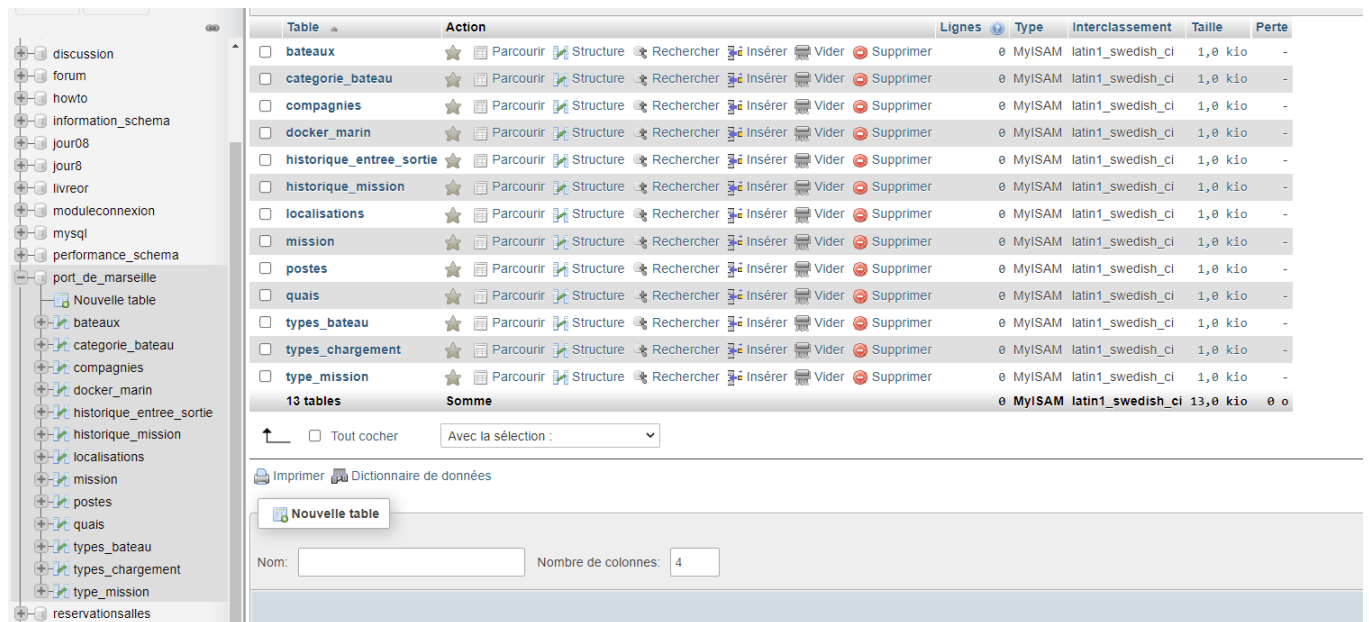 discussion
forum
howto
information_schema
jour08
jour8
livreor
moduleconnexion
mysql
performance_schema
port_de_marseille
Nouvelle table
bateaux
categorie_bateau
compagnies
docker_marin
historique_entree_sortie
historique_mission
localisations
mission
postes
quais
types_bateau
types_chargement
type_mission
reservationsalles
Table Action Lignes Type Interclassement Taille Perte
bateaux Parcourir Structure Rechercher Insérer Vider Supprimer 0 MyISAM latin1_swedish_ci 1,0 kio -
categorie_bateau Parcourir Structure Rechercher Insérer Vider Supprimer 0 MyISAM latin1_swedish_ci 1,0 kio -
compagnies Parcourir Structure Rechercher Insérer Vider Supprimer 0 MyISAM latin1_swedish_ci 1,0 kio -
docker_marin Parcourir Structure Rechercher Insérer Vider Supprimer 0 MyISAM latin1_swedish_ci 1,0 kio -
historique_entree_sortie Parcourir Structure Rechercher Insérer Vider Supprimer 0 MyISAM latin1_swedish_ci 1,0 kio -
historique_mission Parcourir Structure Rechercher Insérer Vider Supprimer 0 MyISAM latin1_swedish_ci 1,0 kio -
localisations Parcourir Structure Rechercher Insérer Vider Supprimer 0 MyISAM latin1_swedish_ci 1,0 kio -
mission Parcourir Structure Rechercher Insérer Vider Supprimer 0 MyISAM latin1_swedish_ci 1,0 kio -
postes Parcourir Structure Rechercher Insérer Vider Supprimer 0 MyISAM latin1_swedish_ci 1,0 kio -
quais Parcourir Structure Rechercher Insérer Vider Supprimer 0 MyISAM latin1_swedish_ci 1,0 kio -
types_bateau Parcourir Structure Rechercher Insérer Vider Supprimer 0 MyISAM latin1_swedish_ci 1,0 kio -
types_chargement Parcourir Structure Rechercher Insérer Vider Supprimer 0 MyISAM latin1_swedish_ci 1,0 kio -
type_mission Parcourir Structure Rechercher Insérer Vider Supprimer 0 MyISAM latin1_swedish_ci 1,0 kio -
13 tables Somme 0 MyISAM latin1_swedish_ci 13,0 kio 0 o
Tout cocher Avec la sélection :
Imprimer Dictionnaire de données
Nouvelle table
Nom: Nombre de colonnes: 4